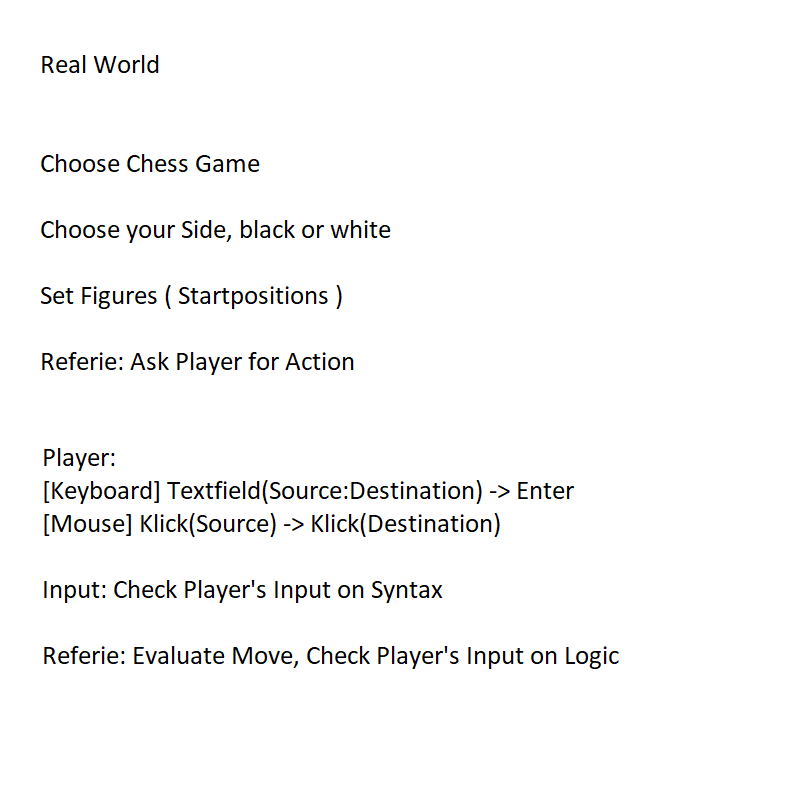 Real World
Choose Chess Game
Choose your Side, black or white
Set Figures ( Startpositions )
Referie: Ask Player for Action
Player:
[Keyboard] Textfield(Source:Destination) -> Enter
[Mouse] Klick(Source) -> Klick(Destination)
Input: Check Player's Input on Syntax
Referie: Evaluate Move, Check Player's Input on Logic